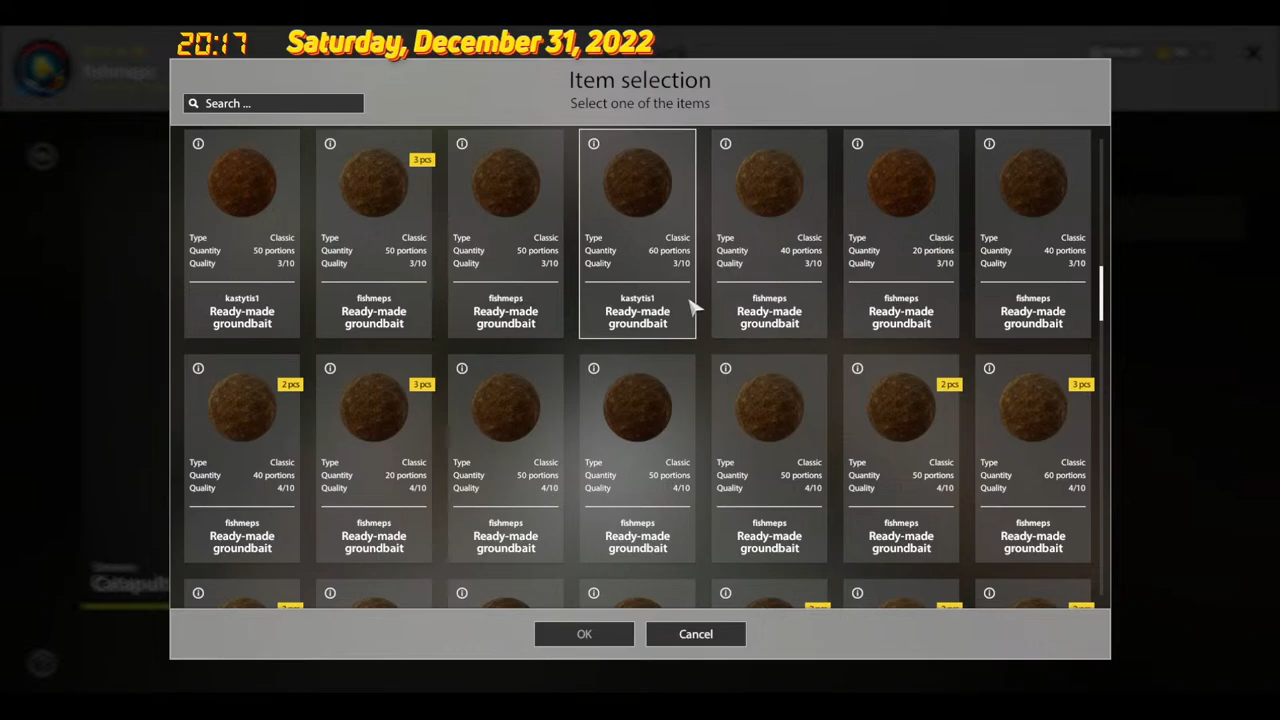 20:17 Saturday, December 31, 2022
fishmeps
Item selection
Search ...
Select one of the items
3 pcs
Type Classic Type Classic Type Classic Type Classic Type Classic Type Classic Type Classic
Quantity 50 portions Quantity 50 portions Quantity 50 portions Quantity 60 portions Quantity 40 portions Quantity 20 portions Quantity 40 portions
Quality 3/10 Quality 3/10 Quality 3/10 Quality 3/10 Quality 3/10 Quality 3/10 Quality 3/10
kastytis1 fishmeps fishmeps kastytis1 fishmeps fishmeps fishmeps
Ready-made Ready-made Ready-made Ready-made Ready-made Ready-made Ready-made
groundbait groundbait groundbait groundbait groundbait groundbait groundbait
2 pcs 3 pcs 2 pcs 3 pcs
Type Classic Type Classic Type Classic Type Classic Type Classic Type Classic Type Classic
Quantity 40 portions Quantity 20 portions Quantity 50 portions Quantity 50 portions Quantity 50 portions Quantity 50 portions Quantity 60 portions
Quality 4/10 Quality 4/10 Quality 4/10 Quality 4/10 Quality 4/10 Quality 4/10 Quality 4/10
fishmeps fishmeps fishmeps fishmeps fishmeps fishmeps fishmeps
Ready-made Ready-made Ready-made Ready-made Ready-made Ready-made Ready-made
groundbait groundbait groundbait groundbait groundbait groundbait groundbait
Catapult
OK Cancel